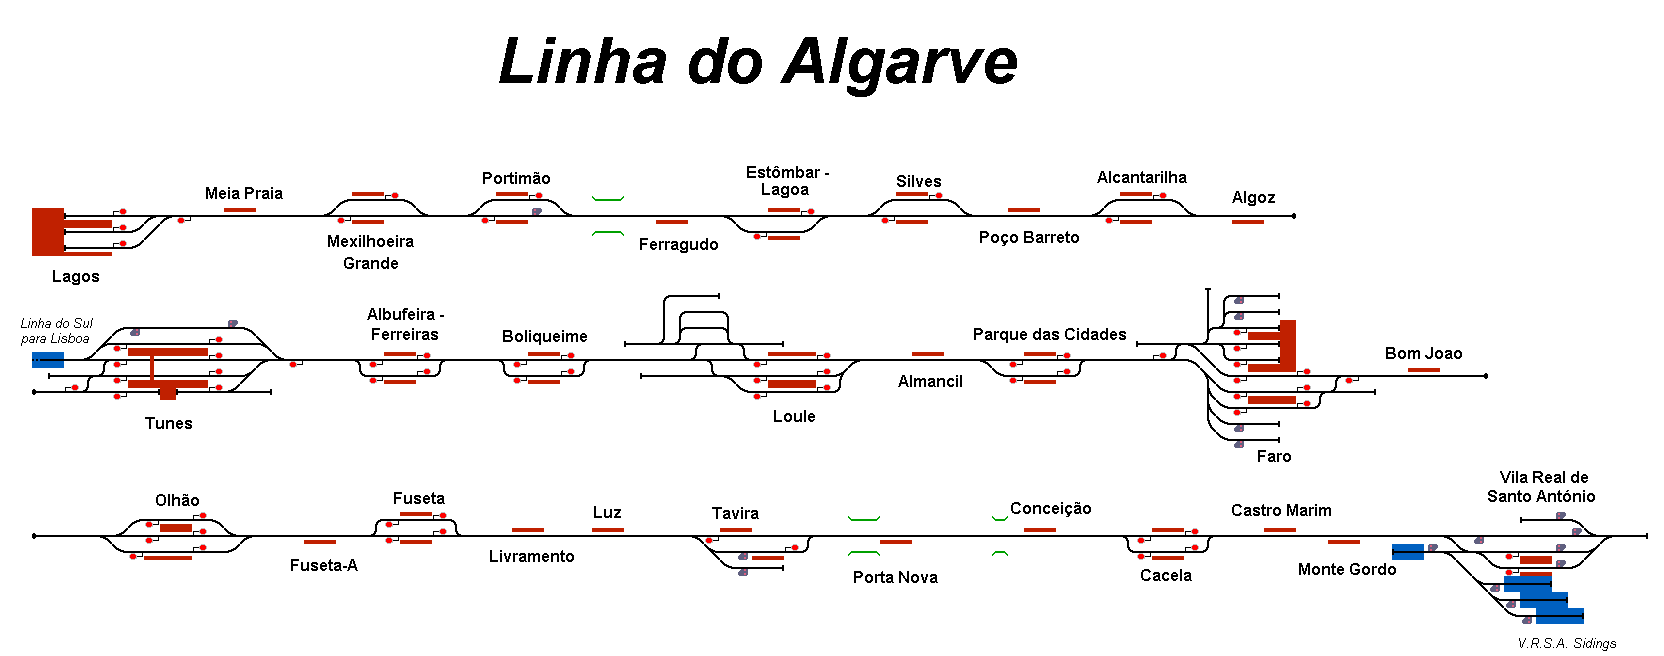 Linha do Algarve
Meia Praia
Portimão
Estômbar -
Lagoa
Silves
Alcantarilha
Algoz
Lagos
Mexilhoeira
Grande
Ferragudo
Poço Barreto
Linha do Sul
para Lisboa
Albufeira -
Ferreiras
Boliqueime
Parque das Cidades
Bom Joao
Tunes
Loule
Almancil
Faro
Olhão
Fuseta
Luz
Tavira
Conceição
Castro Marim
Vila Real de
Santo António
Fuseta-A
Livramento
Porta Nova
Cacela
Monte Gordo
V.R.S.A. Sidings